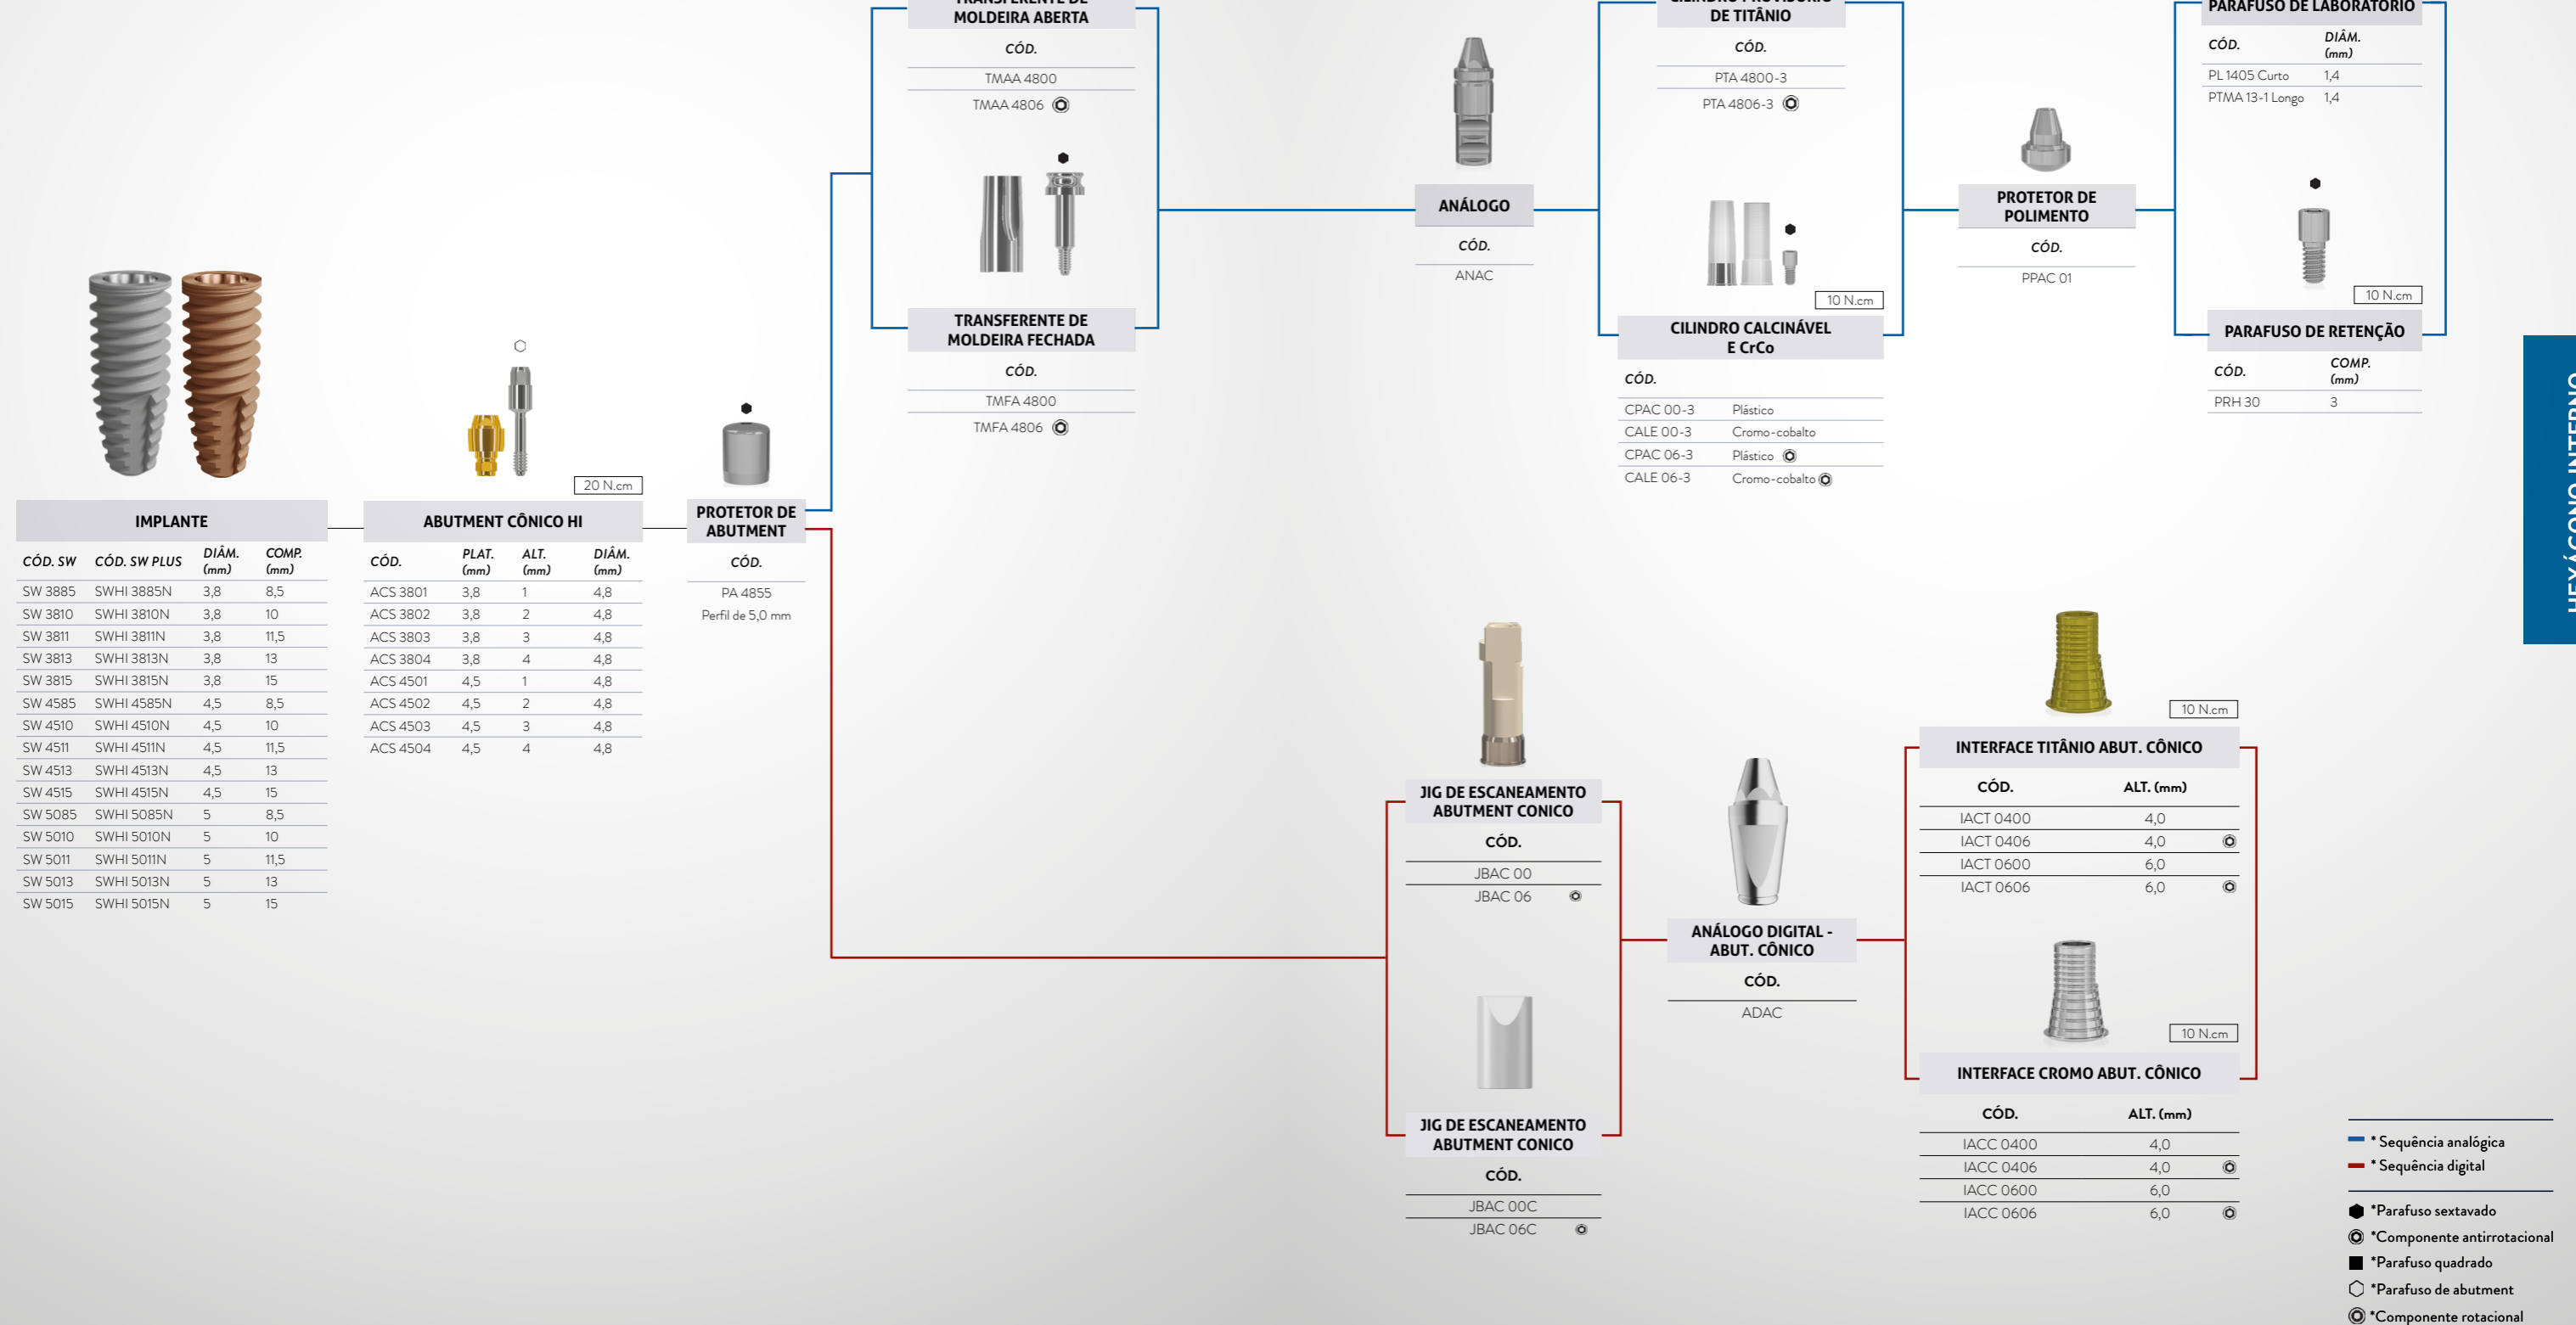 TRANSFERENTE DE
MOLDEIRA ABERTA
CÓD.
TMAA 4800
TMAA 4806
TRANSFERENTE DE
MOLDEIRA FECHADA
CÓD.
TMFA 4800
TMFA 4806
ANÁLOGO
CÓD.
ANAC
CILINDRO PROVISÓRIO
DE TITÂNIO
CÓD.
PTA 4800-3
PTA 4806-3
10 N.cm
CILINDRO CALCINÁVEL
E CrCo
CÓD.
CPAC 00-3 Plástico
CALE 00-3 Cromo-cobalto
CPAC 06-3 Plástico
CALE 06-3 Cromo-cobalto
PROTETOR DE
POLIMENTO
CÓD.
PPAC 01
PARAFUSO DE LABORATÓRIO
CÓD. DIÂM. (mm)
PL 1405 Curto 1,4
PTMA 13-1 Longo 1,4
10 N.cm
PARAFUSO DE RETENÇÃO
CÓD. COMP. (mm)
PRH 30 3
HEXÁGONO INTERNO
IMPLANTE
CÓD. SW CÓD. SW PLUS DIÂM. (mm) COMP. (mm)
SW 3885 SWHI 3885N 3,8 8,5
SW 3810 SWHI 3810N 3,8 10
SW 3811 SWHI 3811N 3,8 11,5
SW 3813 SWHI 3813N 3,8 13
SW 3815 SWHI 3815N 3,8 15
SW 4585 SWHI 4585N 4,5 8,5
SW 4510 SWHI 4510N 4,5 10
SW 4511 SWHI 4511N 4,5 11,5
SW 4513 SWHI 4513N 4,5 13
SW 4515 SWHI 4515N 4,5 15
SW 5085 SWHI 5085N 5 8,5
SW 5010 SWHI 5010N 5 10
SW 5011 SWHI 5011N 5 11,5
SW 5013 SWHI 5013N 5 13
SW 5015 SWHI 5015N 5 15
20 N.cm
ABUTMENT CÔNICO HI
CÓD. PLAT. (mm) ALT. (mm) DIÂM. (mm)
ACS 3801 3,8 1 4,8
ACS 3802 3,8 2 4,8
ACS 3803 3,8 3 4,8
ACS 3804 3,8 4 4,8
ACS 4501 4,5 1 4,8
ACS 4502 4,5 2 4,8
ACS 4503 4,5 3 4,8
ACS 4504 4,5 4 4,8
PROTETOR DE
ABUTMENT
CÓD.
PA 4855
Perfil de 5,0 mm
JIG DE ESCANEAMENTO
ABUTMENT CONICO
CÓD.
JBAC 00
JBAC 06
JIG DE ESCANEAMENTO
ABUTMENT CONICO
CÓD.
JBAC 00C
JBAC 06C
ANÁLOGO DIGITAL -
ABUT. CÔNICO
CÓD.
ADAC
10 N.cm
INTERFACE TITÂNIO ABUT. CÔNICO
CÓD. ALT. (mm)
IACT 0400 4,0
IACT 0406 4,0
IACT 0600 6,0
IACT 0606 6,0
10 N.cm
INTERFACE CROMO ABUT. CÔNICO
CÓD. ALT. (mm)
IACC 0400 4,0
IACC 0406 4,0
IACC 0600 6,0
IACC 0606 6,0
* Sequência analógica
* Sequência digital
*Parafuso sextavado
*Componente antirrotacional
*Parafuso quadrado
*Parafuso de abutment
*Componente rotacional